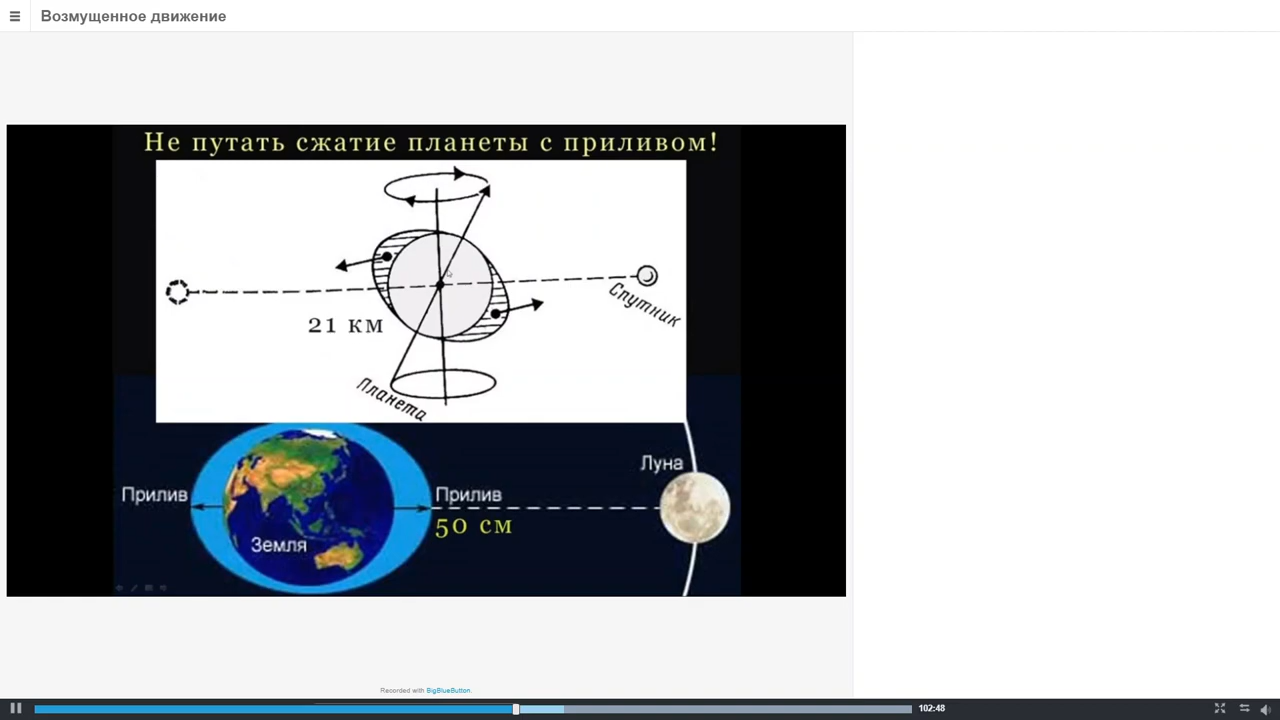 Возмущенное движение
Не путать сжатие планеты с приливом!
Спутник
21 км
Планета
Луна
Прилив
Прилив
50 см
Земля
Recorded with BigBlueButton.
102:48